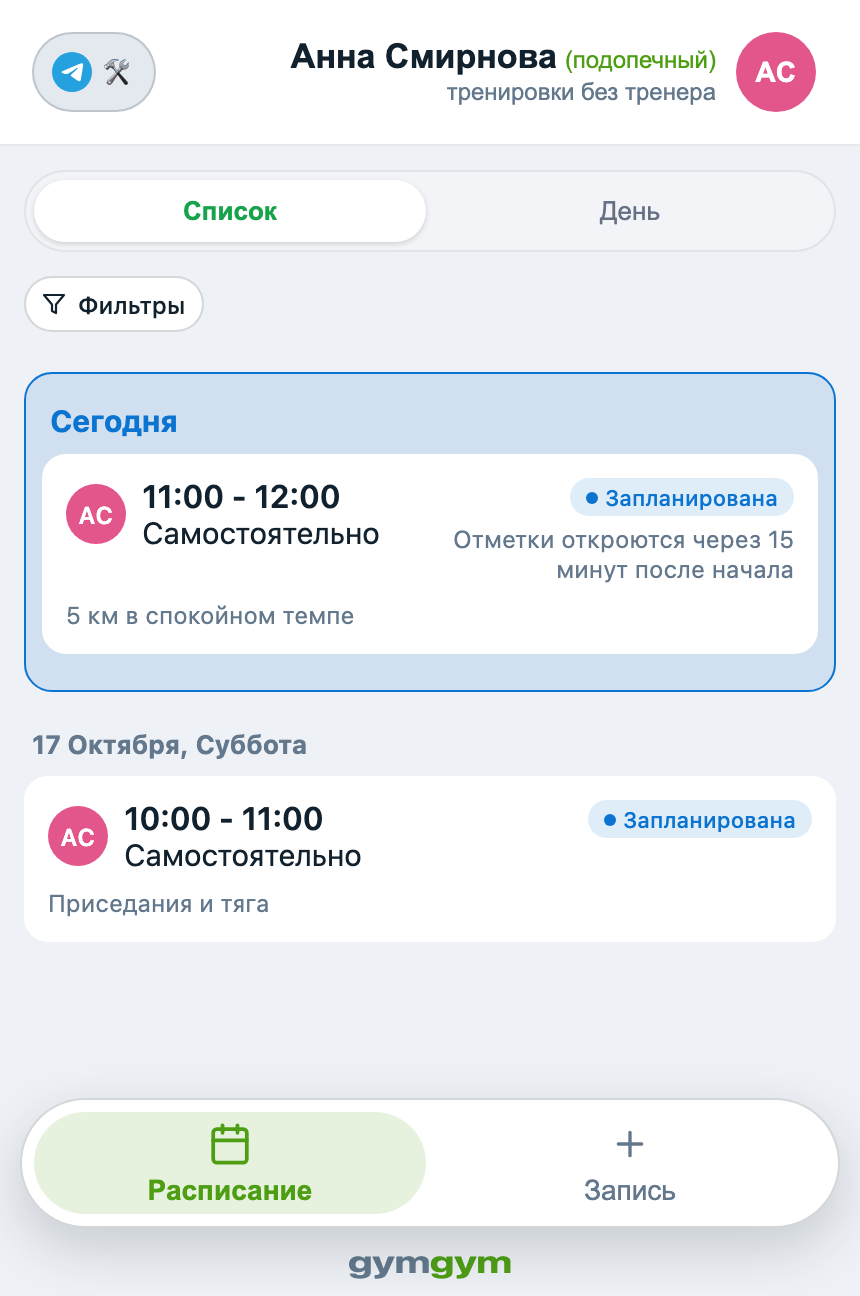 Анна Смирнова (подопечный)
тренировки без тренера
АС
Список
День
Фильтры
Сегодня
АС
11:00 - 12:00
Самостоятельно
Запланирована
Отметки откроются через 15
минут после начала
5 км в спокойном темпе
17 Октября, Суббота
АС
10:00 - 11:00
Самостоятельно
Запланирована
Приседания и тяга
Расписание
Запись
gymgym